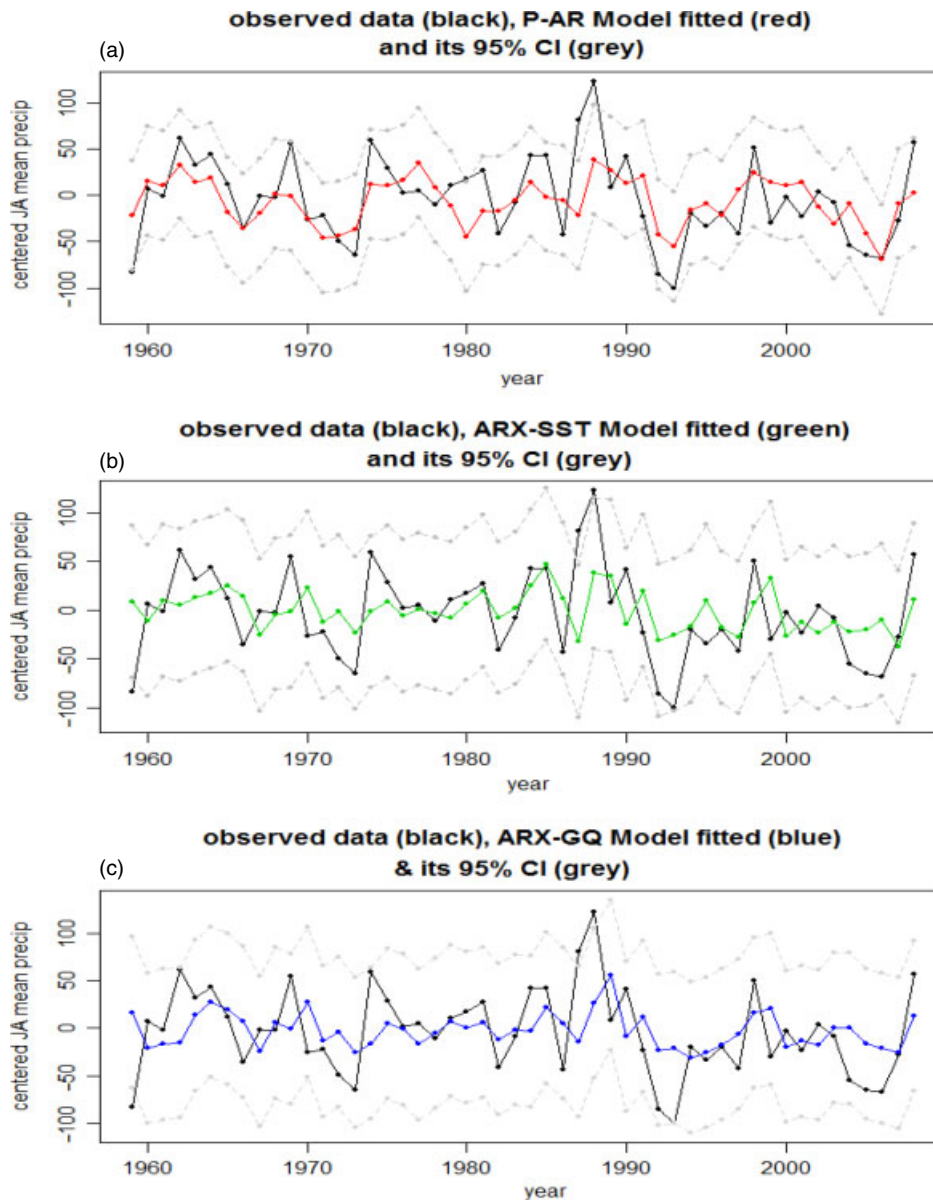 observed data (black), P-AR Model fitted (red)
and its 95% CI (grey)
(a)
centered JA mean precip
100
50
0
−50
−100
1960 1970 1980 1990 2000
year
observed data (black), ARX-SST Model fitted (green)
and its 95% CI (grey)
(b)
centered JA mean precip
100
50
0
−50
−100
1960 1970 1980 1990 2000
year
observed data (black), ARX-GQ Model fitted (blue)
& its 95% CI (grey)
(c)
centered JA mean precip
100
50
0
−50
−100
1960 1970 1980 1990 2000
year